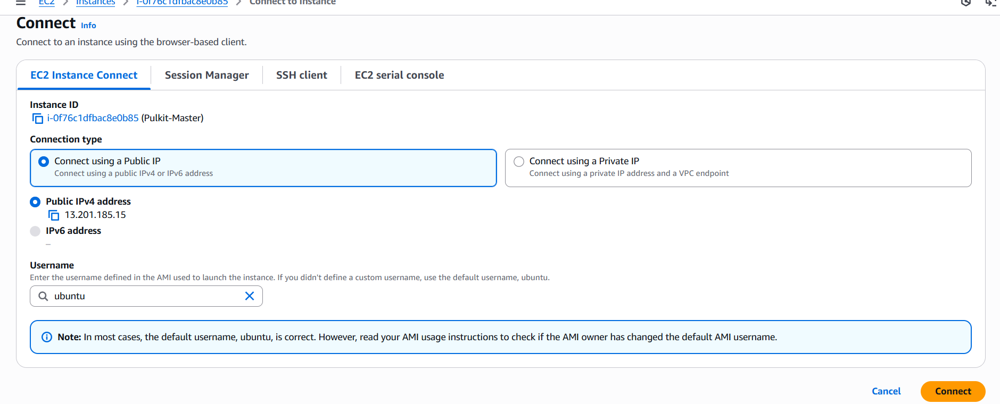 EC2 > Instances > i-0f76c1dfbac8e0b85 > Connect to instance
Connect Info
Connect to an instance using the browser-based client.
EC2 Instance Connect Session Manager SSH client EC2 serial console
Instance ID
i-0f76c1dfbac8e0b85 (Pulkit-Master)
Connection type
Connect using a Public IP
Connect using a public IPv4 or IPv6 address
Connect using a Private IP
Connect using a private IP address and a VPC endpoint
Public IPv4 address
13.201.185.15
IPv6 address
–
Username
Enter the username defined in the AMI used to launch the instance. If you didn't define a custom username, use the default username, ubuntu.
ubuntu
Note: In most cases, the default username, ubuntu, is correct. However, read your AMI usage instructions to check if the AMI owner has changed the default AMI username.
Cancel Connect